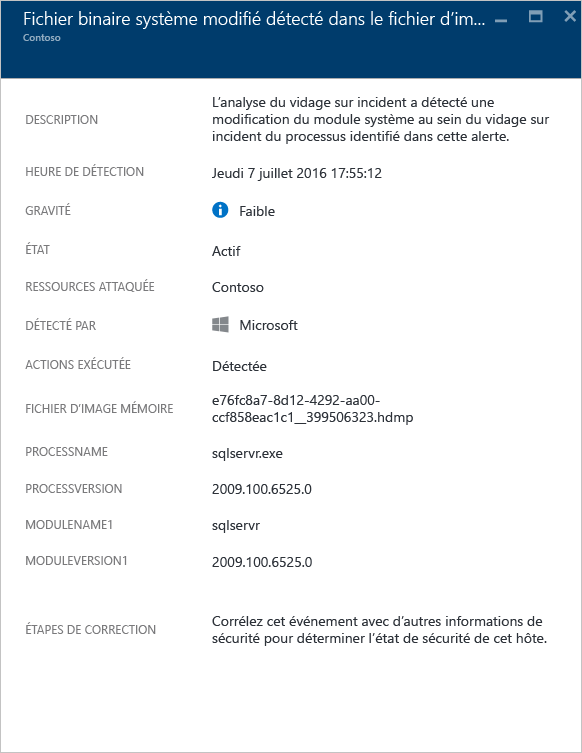 Fichier binaire système modifié détecté dans le fichier d’im...
Contoso
DESCRIPTION
L’analyse du vidage sur incident a détecté une
modification du module système au sein du vidage sur
incident du processus identifié dans cette alerte.
HEURE DE DÉTECTION
Jeudi 7 juillet 2016 17:55:12
GRAVITÉ
Faible
ÉTAT
Actif
RESSOURCES ATTAQUÉE
Contoso
DÉTECTÉ PAR
Microsoft
ACTIONS EXÉCUTÉE
Détectée
FICHIER D’IMAGE MÉMOIRE
e76fc8a7-8d12-4292-aa00-
ccf858eac1c1__399506323.hdmp
PROCESSNAME
sqlservr.exe
PROCESSVERSION
2009.100.6525.0
MODULENAME1
sqlservr
MODULEVERSION1
2009.100.6525.0
ÉTAPES DE CORRECTION
Corrélez cet événement avec d’autres informations de
sécurité pour déterminer l’état de sécurité de cet hôte.